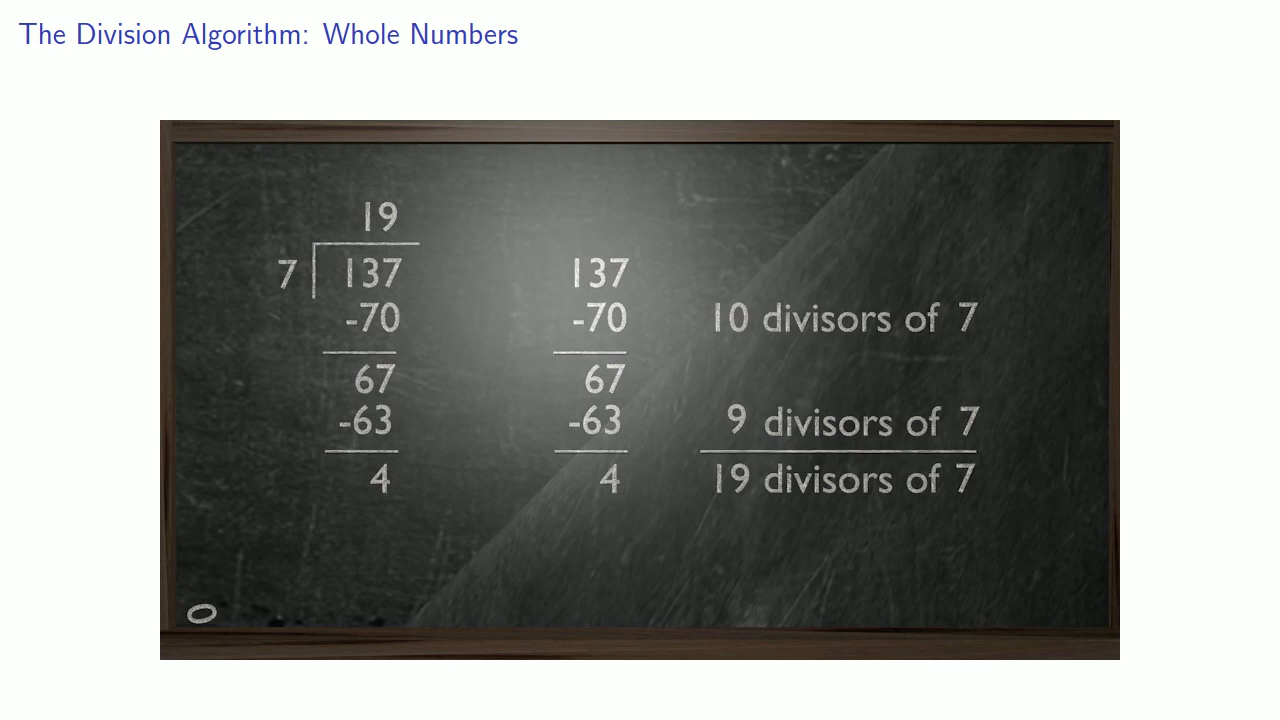 The Division Algorithm: Whole Numbers
19
7 137
-70
67
-63
4
137
-70 10 divisors of 7
67
-63 9 divisors of 7
4 19 divisors of 7
0